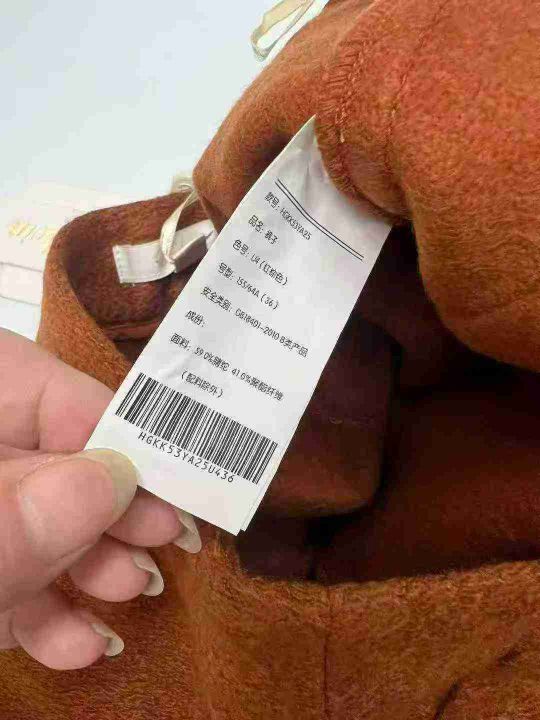 款号: HGKK53YA25
品名: 裤子
色号: U4 (红棕色)
号型: 155/64A (36)
安全类别: GB18401-2010 B类产品
成份:
面料: 59.0%腈纶 41.0%聚酯纤维
(配料除外)
HGKK53YA25U436